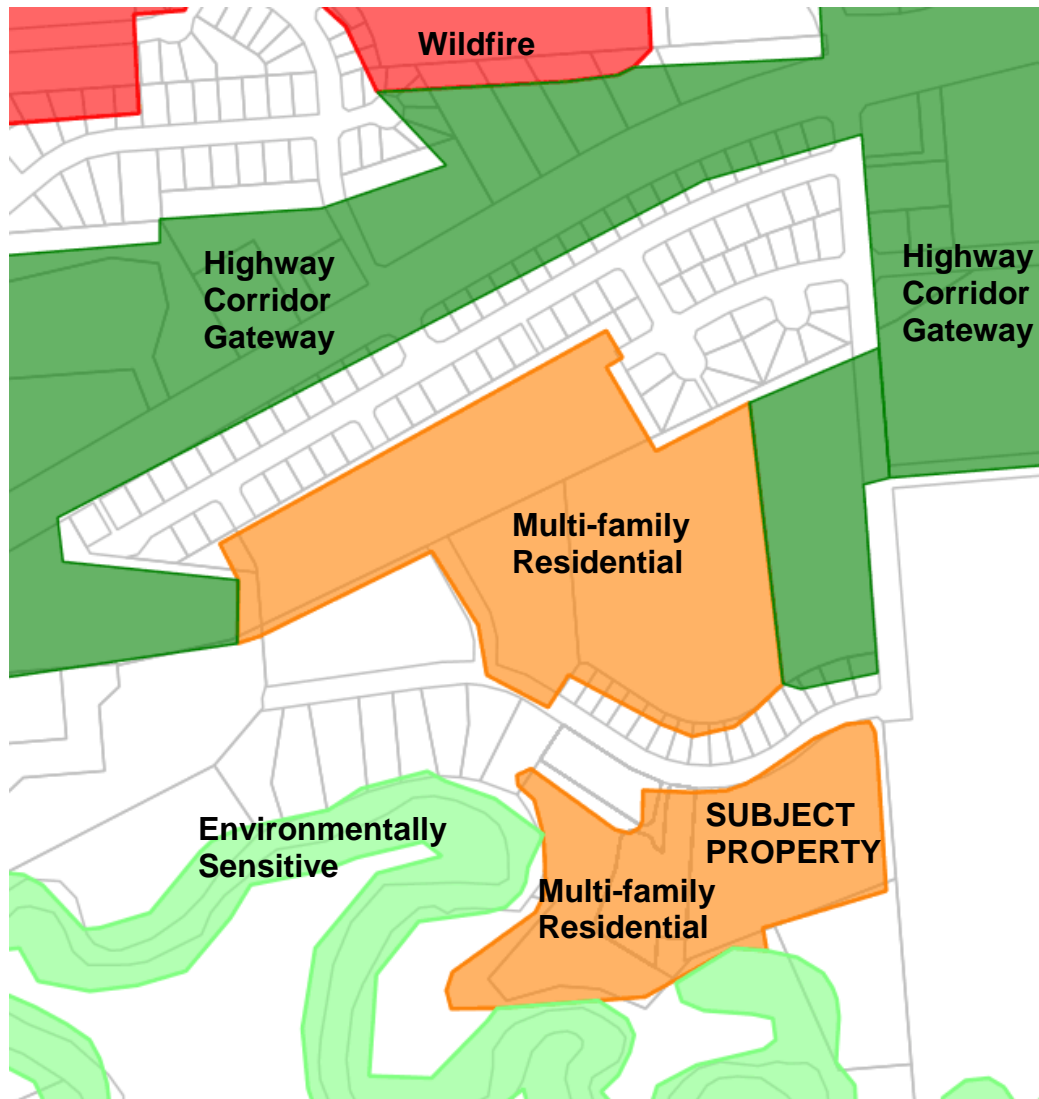 Wildfire
Highway
Corridor
Gateway
Highway
Corridor
Gateway
Multi-family
Residential
SUBJECT
PROPERTY
Environmentally
Sensitive
Multi-family
Residential